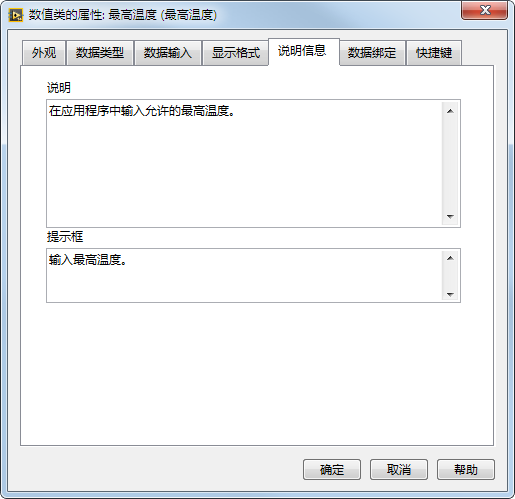 数值类的属性: 最高温度 (最高温度)
外观 数据类型 数据输入 显示格式 说明信息 数据绑定 快捷键
说明
在应用程序中输入允许的最高温度。
提示框
输入最高温度。
确定 取消 帮助